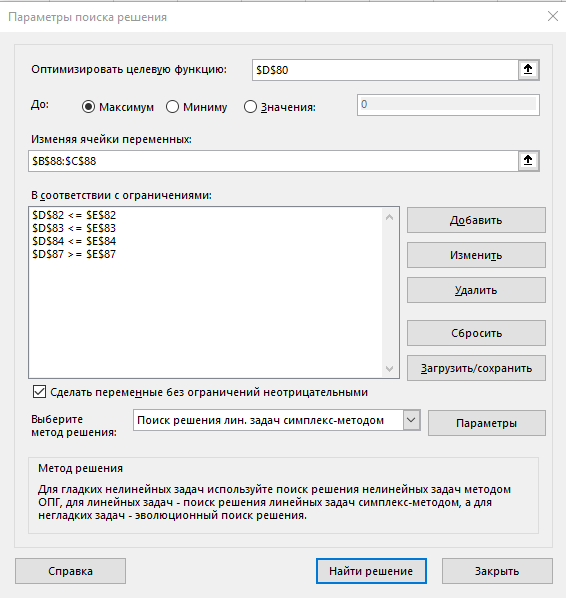 Параметры поиска решения
Оптимизировать целевую функцию:
$D$80
До:
Максимум
Миниму
Значения:
0
Изменяя ячейки переменных:
$B$88:$C$88
В соответствии с ограничениями:
$D$82 <= $E$82
$D$83 <= $E$83
$D$84 <= $E$84
$D$87 >= $E$87
Добавить
Изменить
Удалить
Сбросить
Загрузить/сохранить
Сделать переменные без ограничений неотрицательными
Выберите
метод решения:
Поиск решения лин. задач симплекс-методом
Параметры
Метод решения
Для гладких нелинейных задач используйте поиск решения нелинейных задач методом
ОПГ, для линейных задач - поиск решения линейных задач симплекс-методом, а для
негладких задач - эволюционный поиск решения.
Справка
Найти решение
Закрыть